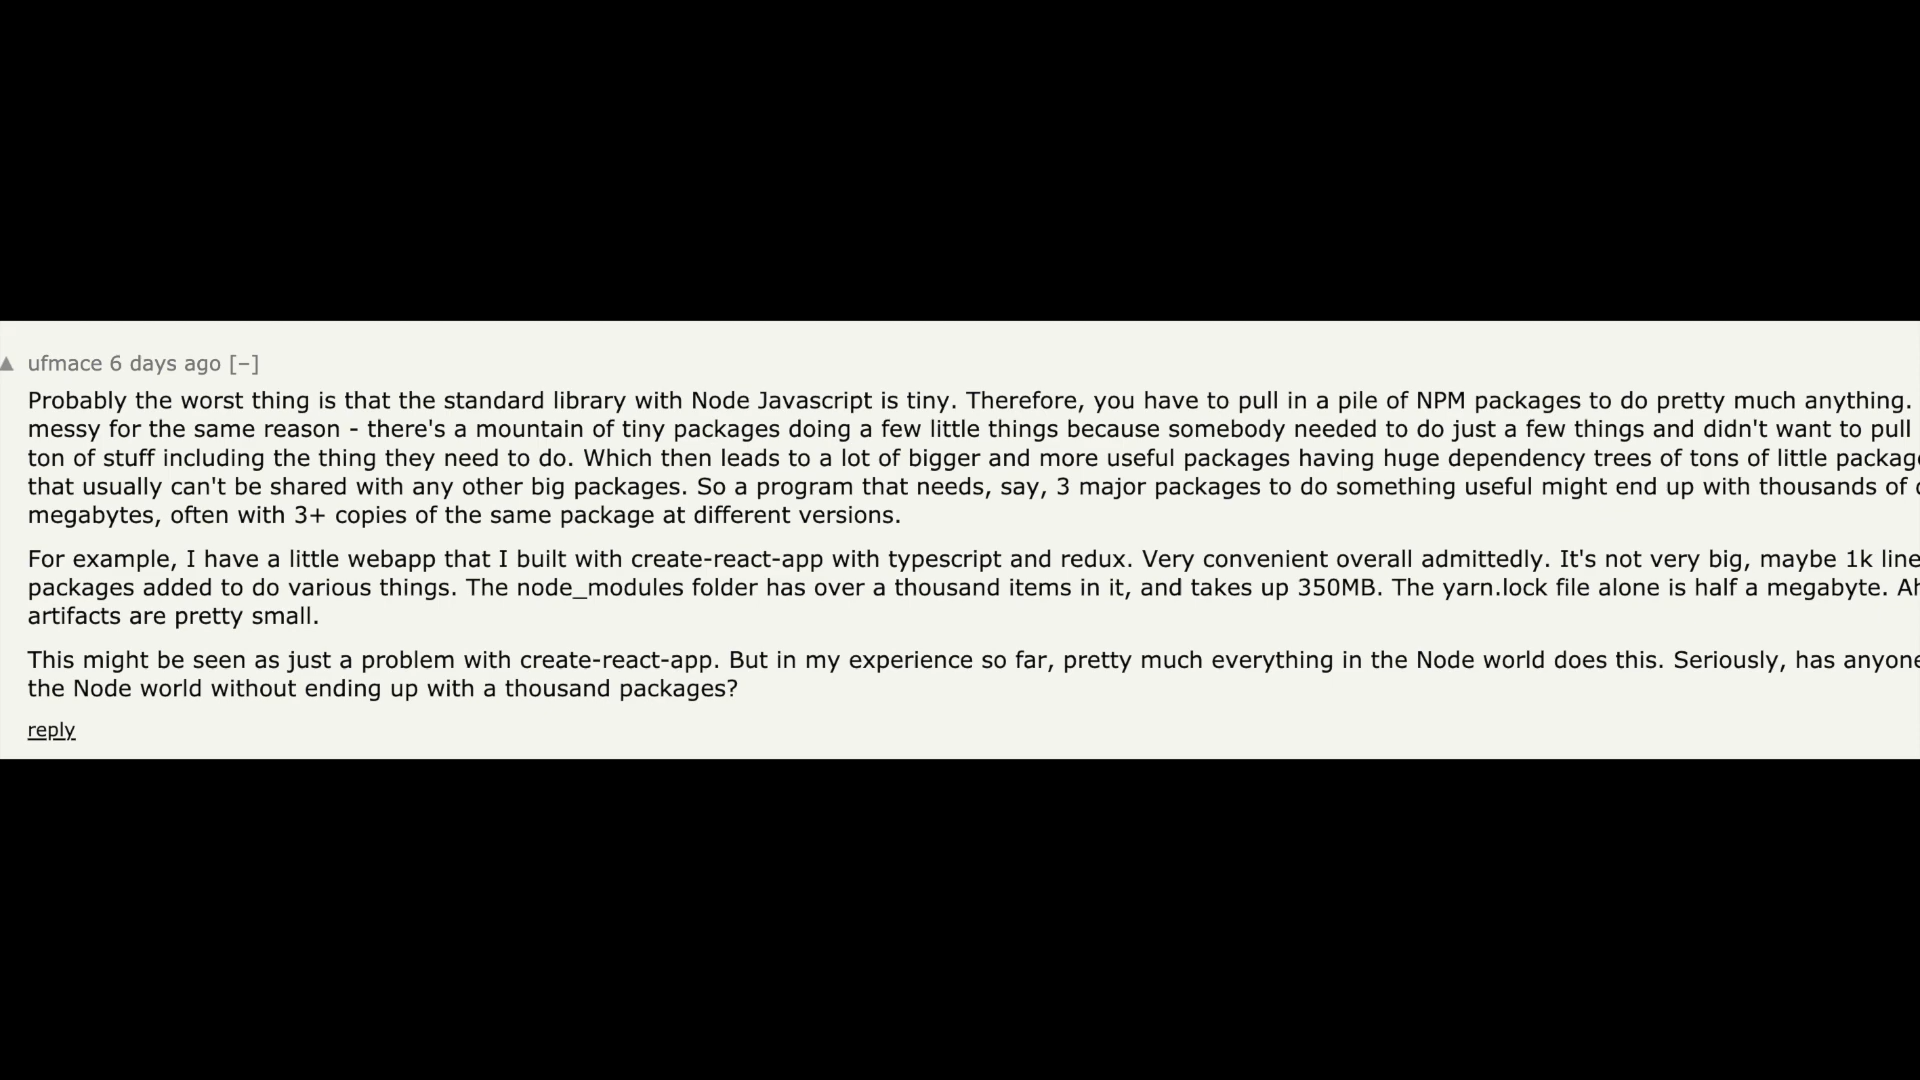 ▲ ufmace 6 days ago [–]
Probably the worst thing is that the standard library with Node Javascript is tiny. Therefore, you have to pull in a pile of NPM packages to do pretty much anything.
messy for the same reason - there's a mountain of tiny packages doing a few little things because somebody needed to do just a few things and didn't want to pull
ton of stuff including the thing they need to do. Which then leads to a lot of bigger and more useful packages having huge dependency trees of tons of little
that usually can't be shared with any other big packages. So a program that needs, say, 3 major packages to do something useful might end up with thousands of
megabytes, often with 3+ copies of the same package at different versions.
For example, I have a little webapp that I built with create-react-app with typescript and redux. Very convenient overall admittedly. It's not very big, maybe 1k
packages added to do various things. The node_modules folder has over a thousand items in it, and takes up 350MB. The yarn.lock file alone is half a megabyte.
artifacts are pretty small.
This might be seen as just a problem with create-react-app. But in my experience so far, pretty much everything in the Node world does this. Seriously, has
the Node world without ending up with a thousand packages?
reply